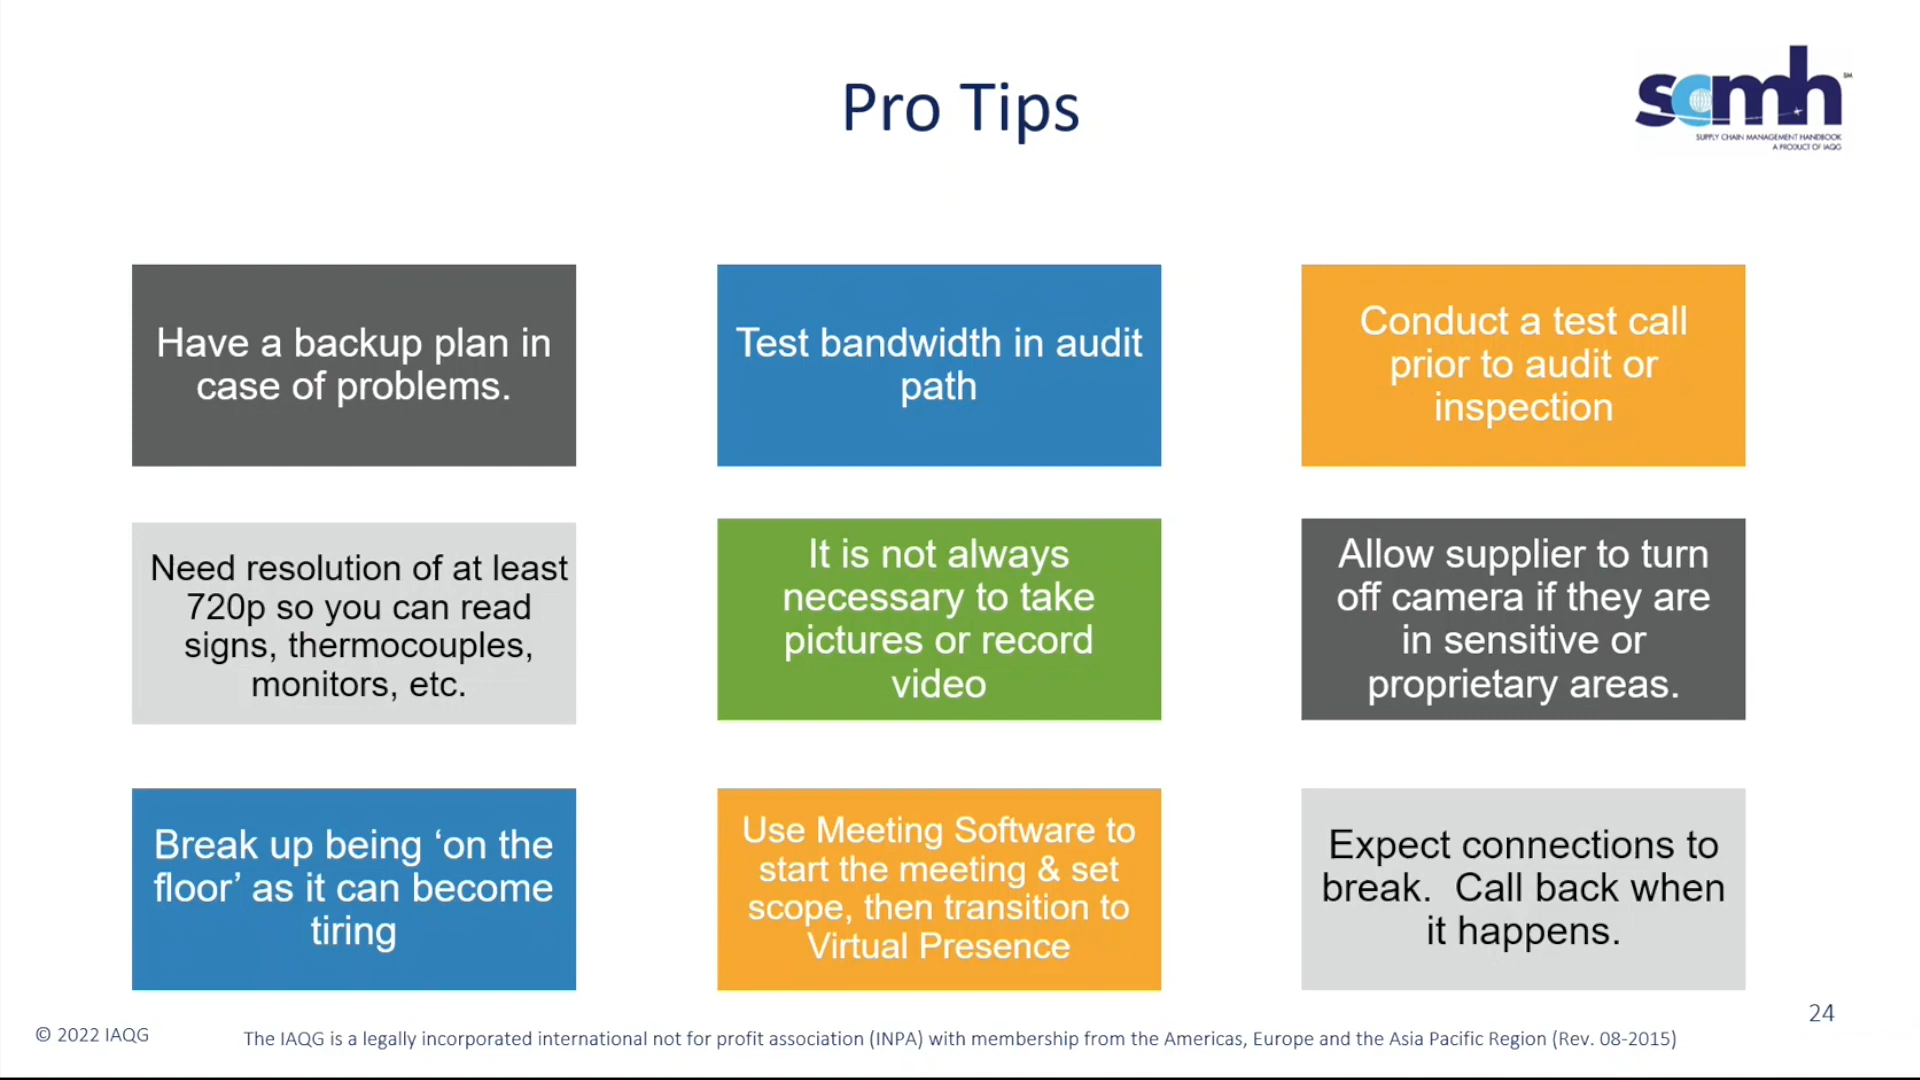 Pro Tips
scmh℠
SUPPLY CHAIN MANAGEMENT HANDBOOK
A PRODUCT OF IAQG
Have a backup plan in
case of problems.
Test bandwidth in audit
path
Conduct a test call
prior to audit or
inspection
Need resolution of at least
720p so you can read
signs, thermocouples,
monitors, etc.
It is not always
necessary to take
pictures or record
video
Allow supplier to turn
off camera if they are
in sensitive or
proprietary areas.
Break up being ‘on the
floor’ as it can become
tiring
Use Meeting Software to
start the meeting & set
scope, then transition to
Virtual Presence
Expect connections to
break.  Call back when
it happens.
24
© 2022 IAQG
The IAQG is a legally incorporated international not for profit association (INPA) with membership from the Americas, Europe and the Asia Pacific Region (Rev. 08-2015)